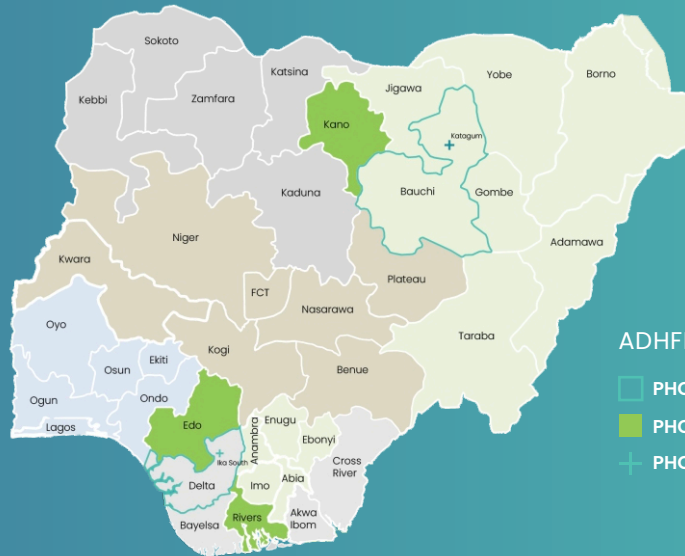 Sokoto
Katsina
Kebbi
Zamfara
Jigawa
Yobe
Borno
Kano
Katagum
Kaduna
Bauchi
Gombe
Niger
Adamawa
Kwara
FCT
Plateau
Nasarawa
Oyo
Taraba
Kogi
Osun
Ekiti
Benue
Ogun
Ondo
Lagos
Edo
Anambra
Enugu
Ebonyi
Ika South
Cross
River
Delta
Imo
Abia
Bayelsa
Rivers
Akwa
Ibom
ADHF
PHC
PHC
PHC